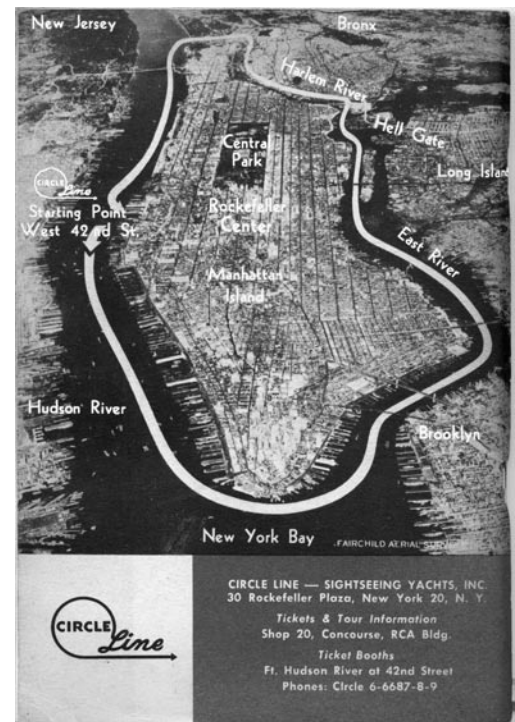 New Jersey
Bronx
Harlem River
Hell Gate
Central
Park
Long Island
CIRCLE
Line
Starting Point
West 42nd St.
Rockefeller
Center
East River
Manhattan
Island
Hudson River
Brooklyn
New York Bay
FAIRCHILD AERIAL
CIRCLE LINE — SIGHTSEEING YACHTS, INC.
30 Rockefeller Plaza, New York 20, N. Y.
Tickets & Tour Information
Shop 20, Concourse, RCA Bldg.
Ticket Booths
Ft. Hudson River at 42nd Street
Phones: CIrcle 6-6687-8-9
CIRCLE
Line